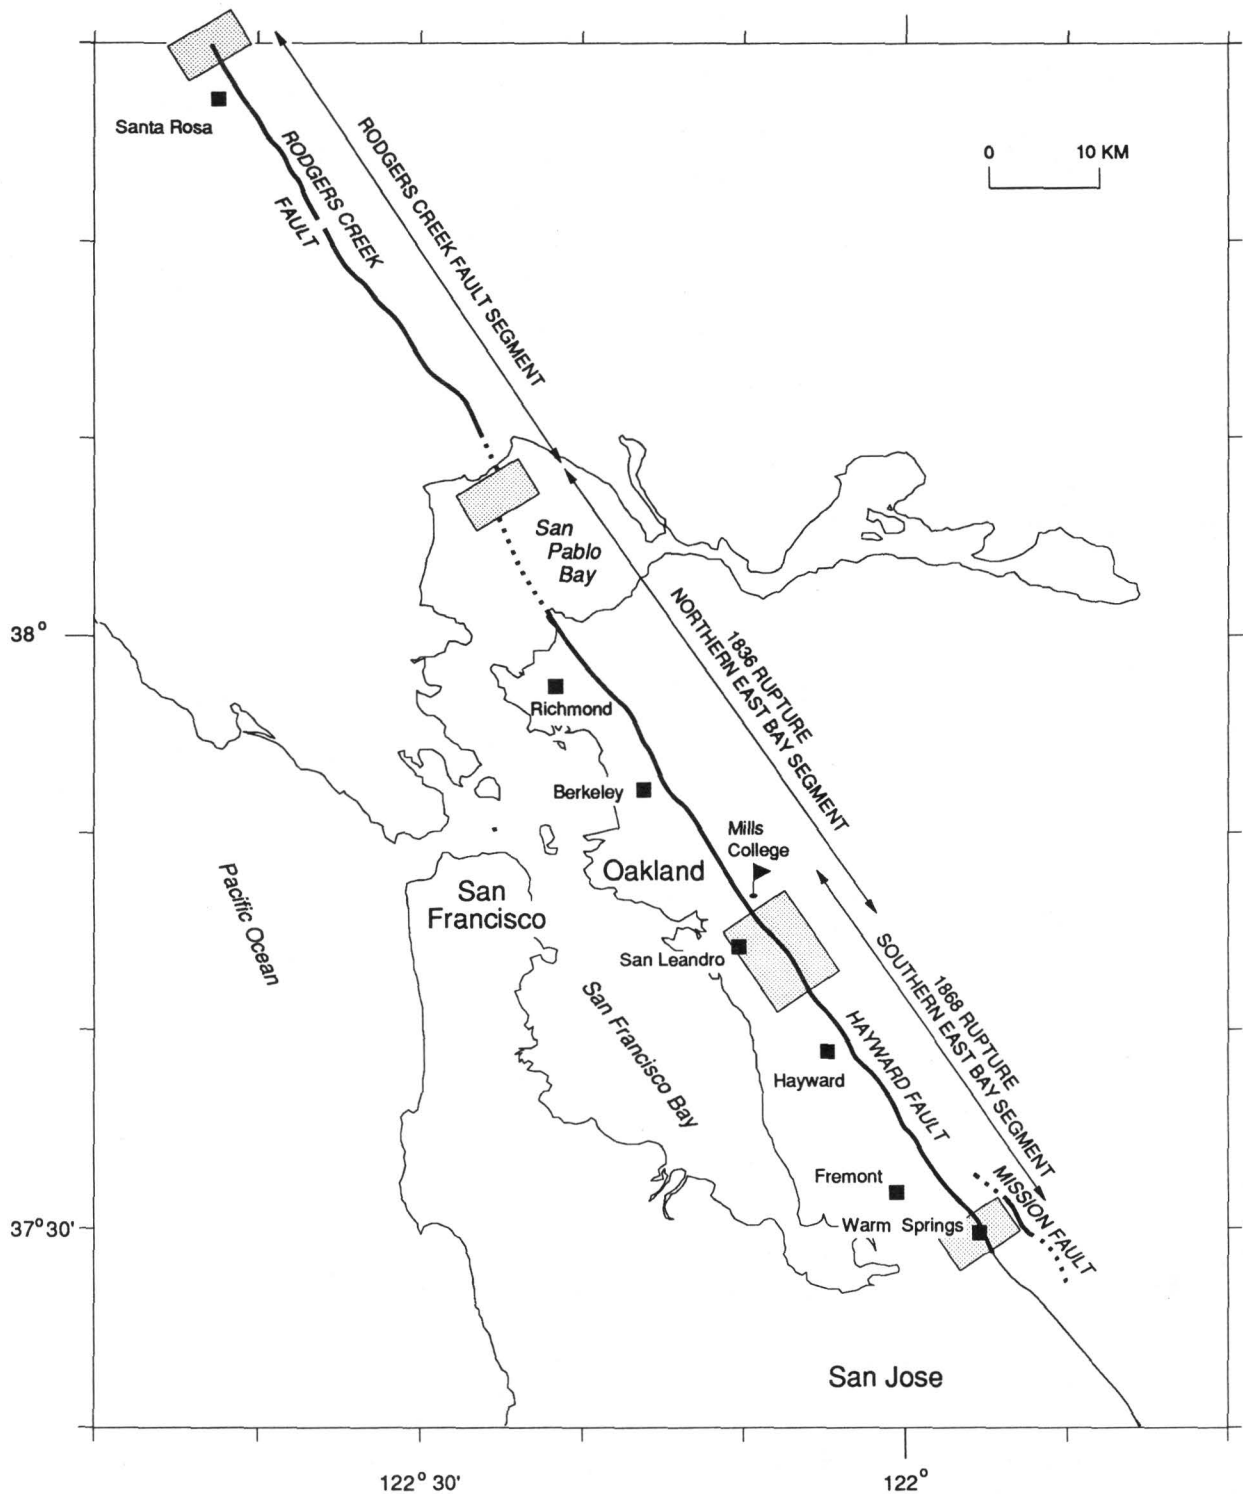 Santa Rosa
RODGERS CREEK
FAULT
RODGERS CREEK FAULT SEGMENT
0 10 KM
San
Pablo
Bay
38°
1836 RUPTURE
NORTHERN EAST BAY SEGMENT
Richmond
Berkeley
Mills
College
Oakland
San
Francisco
Pacific Ocean
San Leandro
San Francisco Bay
1868 RUPTURE
SOUTHERN EAST BAY SEGMENT
HAYWARD FAULT
Hayward
Fremont
MISSION FAULT
Warm Springs
37°30'
San Jose
122° 30'
122°